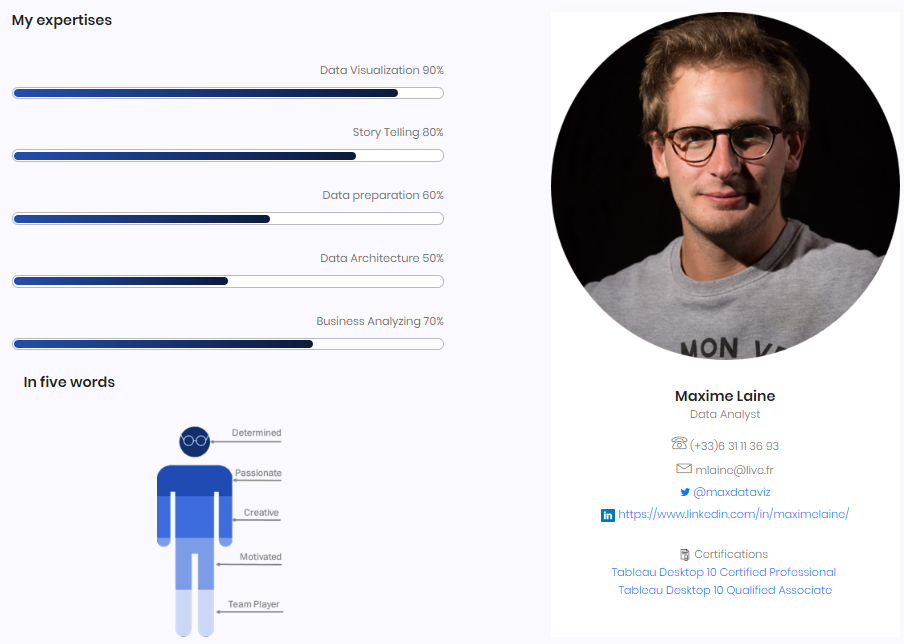 My expertises
Data Visualization 90%
Story Telling 80%
Data preparation 60%
Data Architecture 50%
Business Analyzing 70%
In five words
Determined
Passionate
Creative
Motivated
Team Player
MON
Maxime Laine
Data Analyst
(+33)6 31 11 36 93
mlaine@live.fr
@maxdataviz
in https://www.linkedin.com/in/maximelaine/
Certifications
Tableau Desktop 10 Certified Professional
Tableau Desktop 10 Qualified Associate